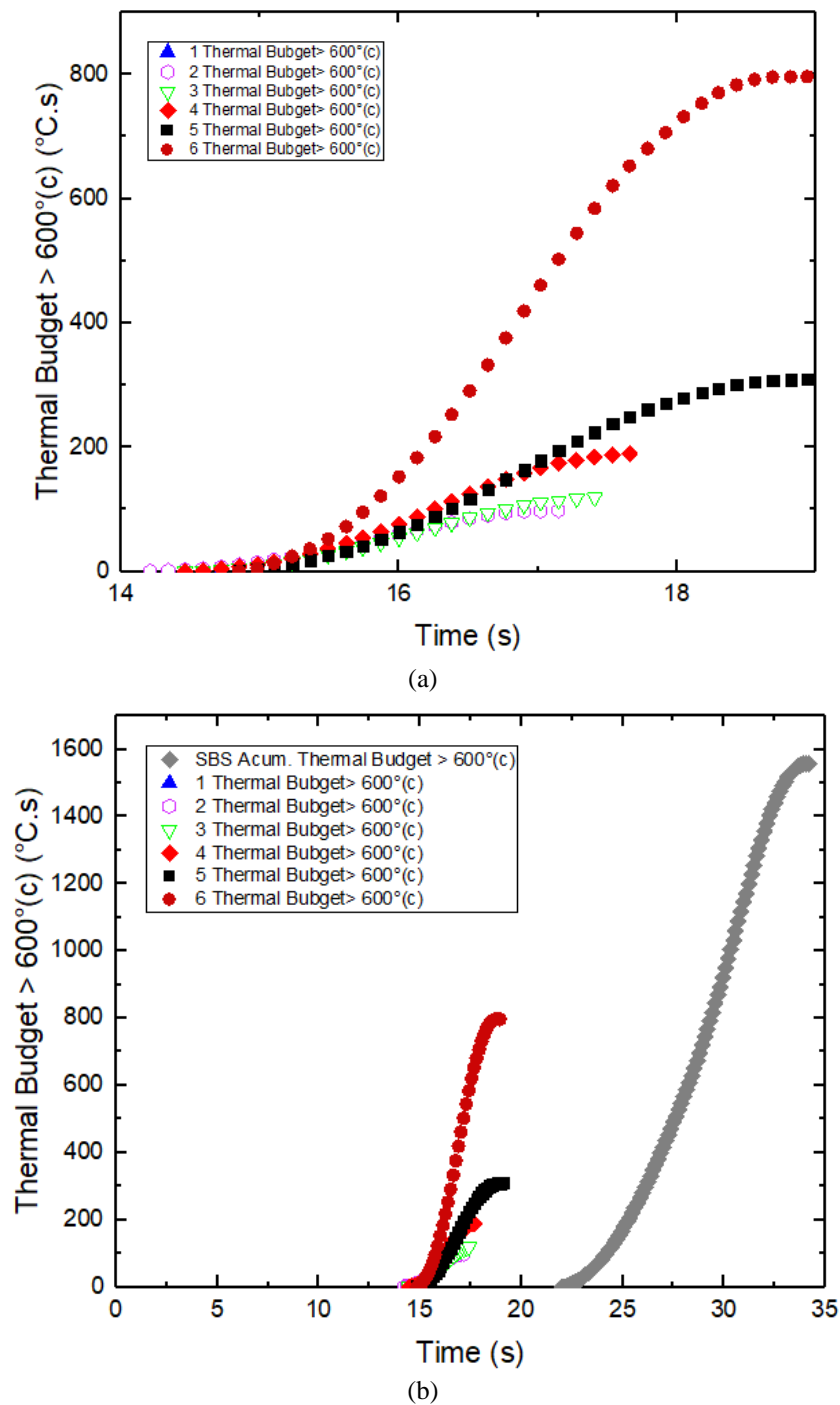 1 Thermal Bubget> 600°(c)
2 Thermal Bubget> 600°(c)
3 Thermal Bubget> 600°(c)
4 Thermal Bubget> 600°(c)
5 Thermal Bubget> 600°(c)
6 Thermal Bubget> 600°(c)
800
600
400
200
0
Thermal Budget > 600°(c) (°C.s)
14 16 18
Time (s)
(a)
SBS Acum. Thermal Budget > 600°(c)
1 Thermal Bubget> 600°(c)
2 Thermal Bubget> 600°(c)
3 Thermal Bubget> 600°(c)
4 Thermal Bubget> 600°(c)
5 Thermal Bubget> 600°(c)
6 Thermal Bubget> 600°(c)
1600
1400
1200
1000
800
600
400
200
0
Thermal Budget > 600°(c) (°C.s)
0 5 10 15 20 25 30 35
Time (s)
(b)